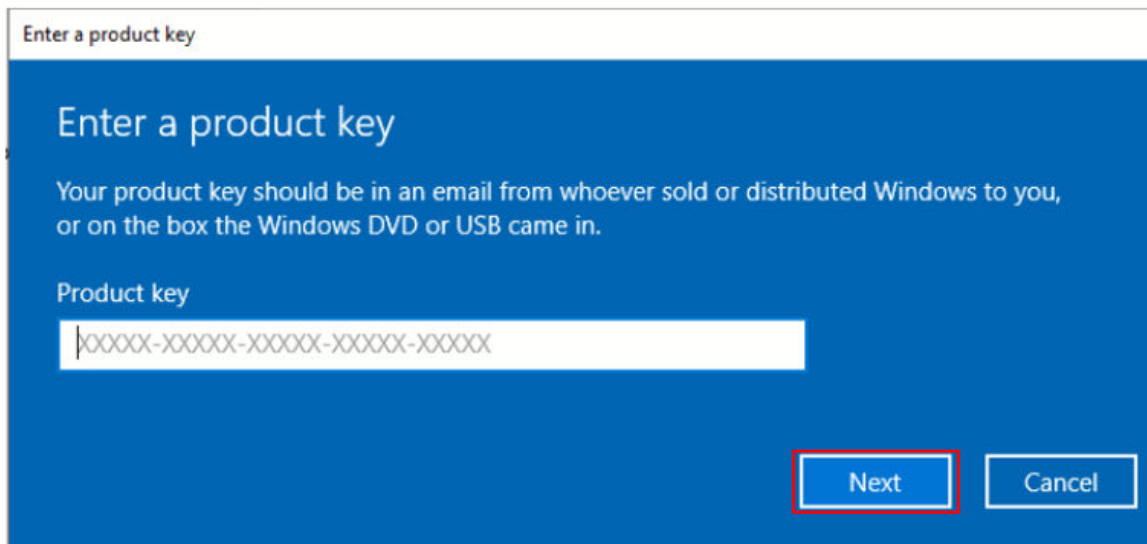 Enter a product key
Enter a product key
Your product key should be in an email from whoever sold or distributed Windows to you,
or on the box the Windows DVD or USB came in.
Product key
XXXXX-XXXXX-XXXXX-XXXXX-XXXXX
Next Cancel